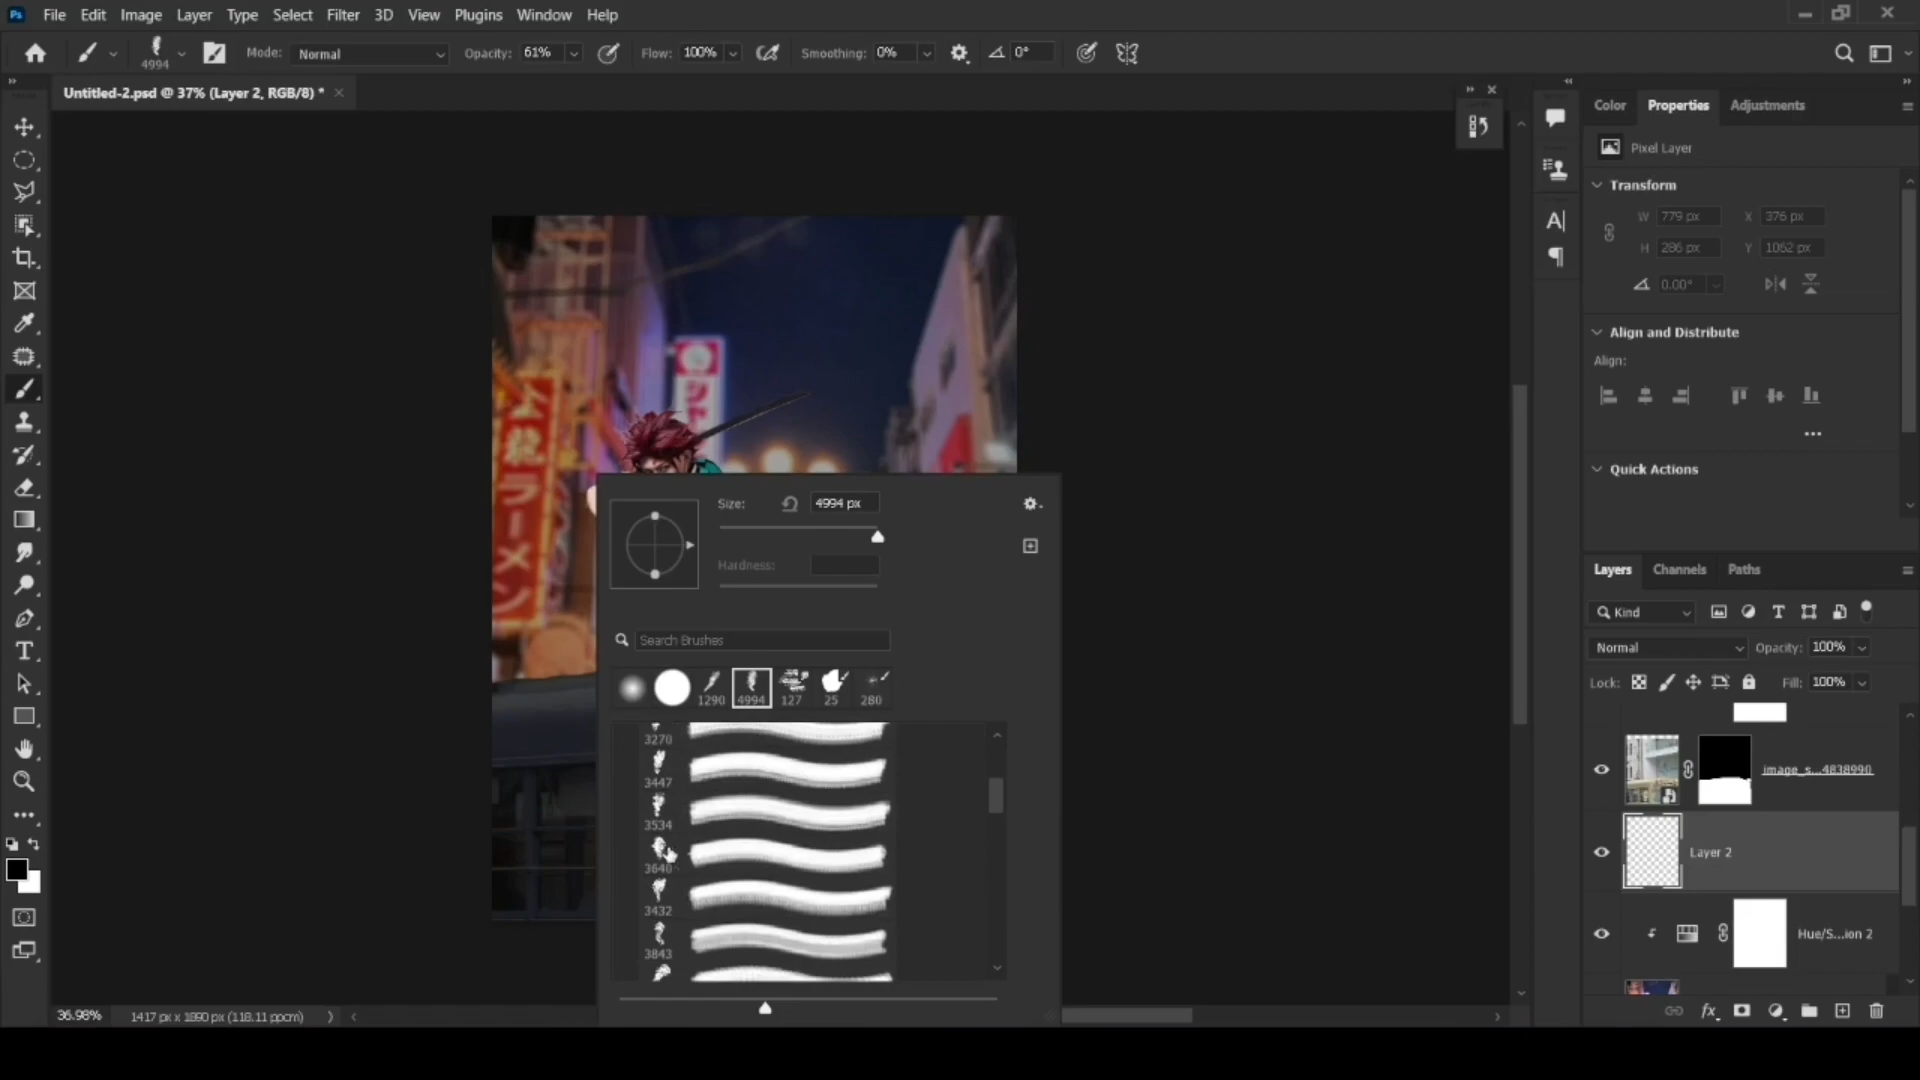 Ps File Edit Image Layer Type Select Filter 3D View Plugins Window Help
4994 Mode: Normal Opacity: 61% Flow: 100% Smoothing: 0% 0°
Untitled-2.psd @ 37% (Layer 2, RGB/8) *
Color Properties Adjustments
Pixel Layer
Transform
W 779 px X 376 px
H 286 px Y 1062 px
0.00°
Align and Distribute
Align:
Quick Actions
龍
ラーメン
Size: 4994 px
Hardness:
Search Brushes
1290 4994 127 25 280
3270
3447
3534
3640
3432
3843
Layers Channels Paths
Kind
Normal Opacity: 100%
Lock: Fill: 100%
image_s...4838990
Layer 2
Hue/S...ion 2
36.98% 1417 px x 1890 px (118.11 ppcm)